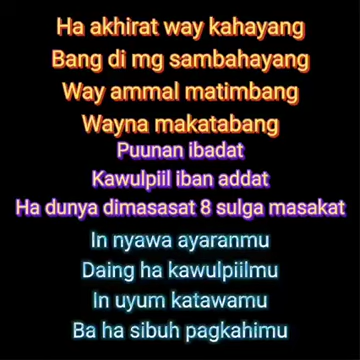 Ha akhirat way kahayang
Bang di mg sambahayang
Way ammal matimbang
Wayna makatabang
Puunan ibadat
Kawulpiil iban addat
Ha dunya dimasasat 8 sulga masakat
In nyawa ayaranmu
Daing ha kawulpiilmu
In uyum katawamu
Ba ha sibuh pagkahimu